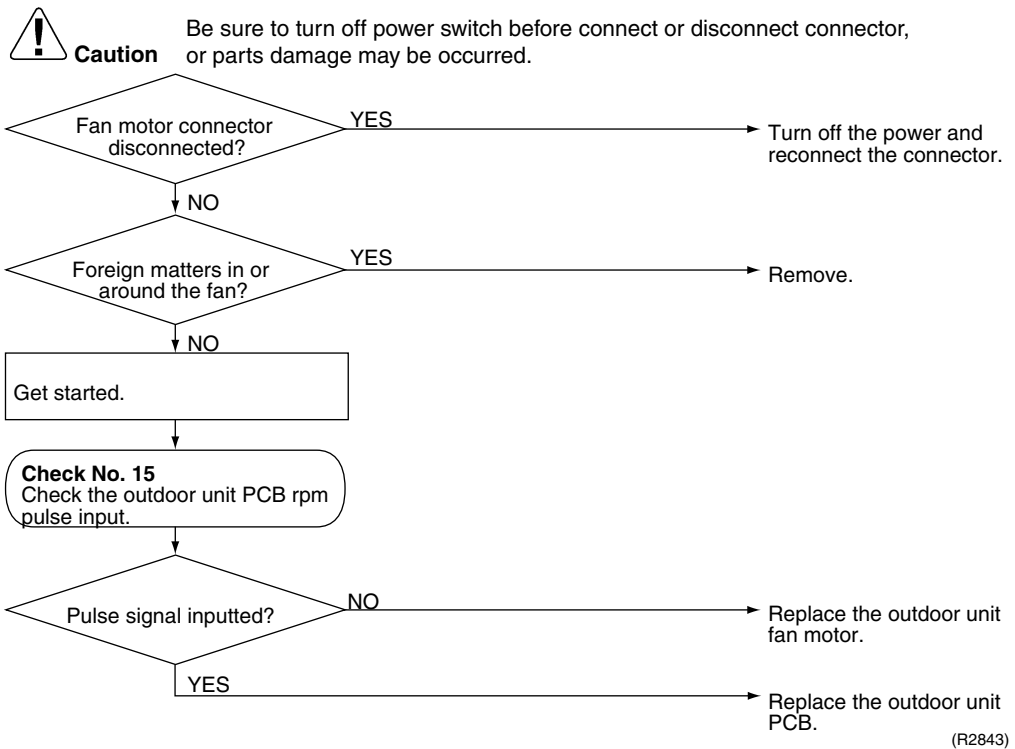 Be sure to turn off power switch before connect or disconnect connector,
Caution or parts damage may be occurred.
Fan motor connector
disconnected?
YES
Turn off the power and
reconnect the connector.
NO
Foreign matters in or
around the fan?
YES
Remove.
NO
Get started.
Check No. 15
Check the outdoor unit PCB rpm
pulse input.
Pulse signal inputted?
NO
Replace the outdoor unit
fan motor.
YES
Replace the outdoor unit
PCB.
(R2843)